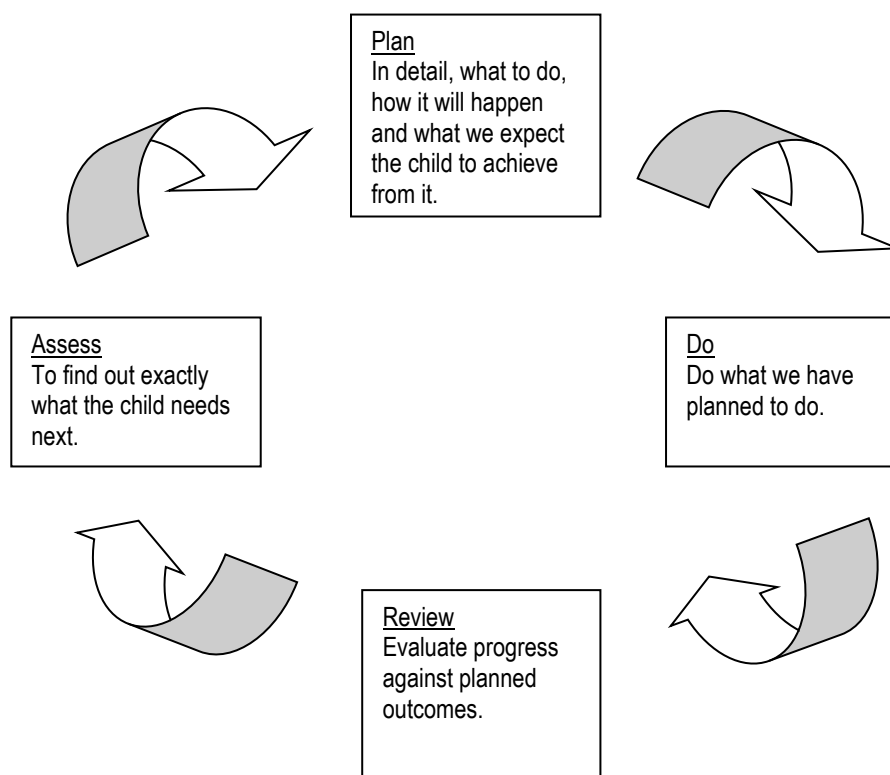 Plan
In detail, what to do,
how it will happen
and what we expect
the child to achieve
from it.
Assess
To find out exactly
what the child needs
next.
Do
Do what we have
planned to do.
Review
Evaluate progress
against planned
outcomes.